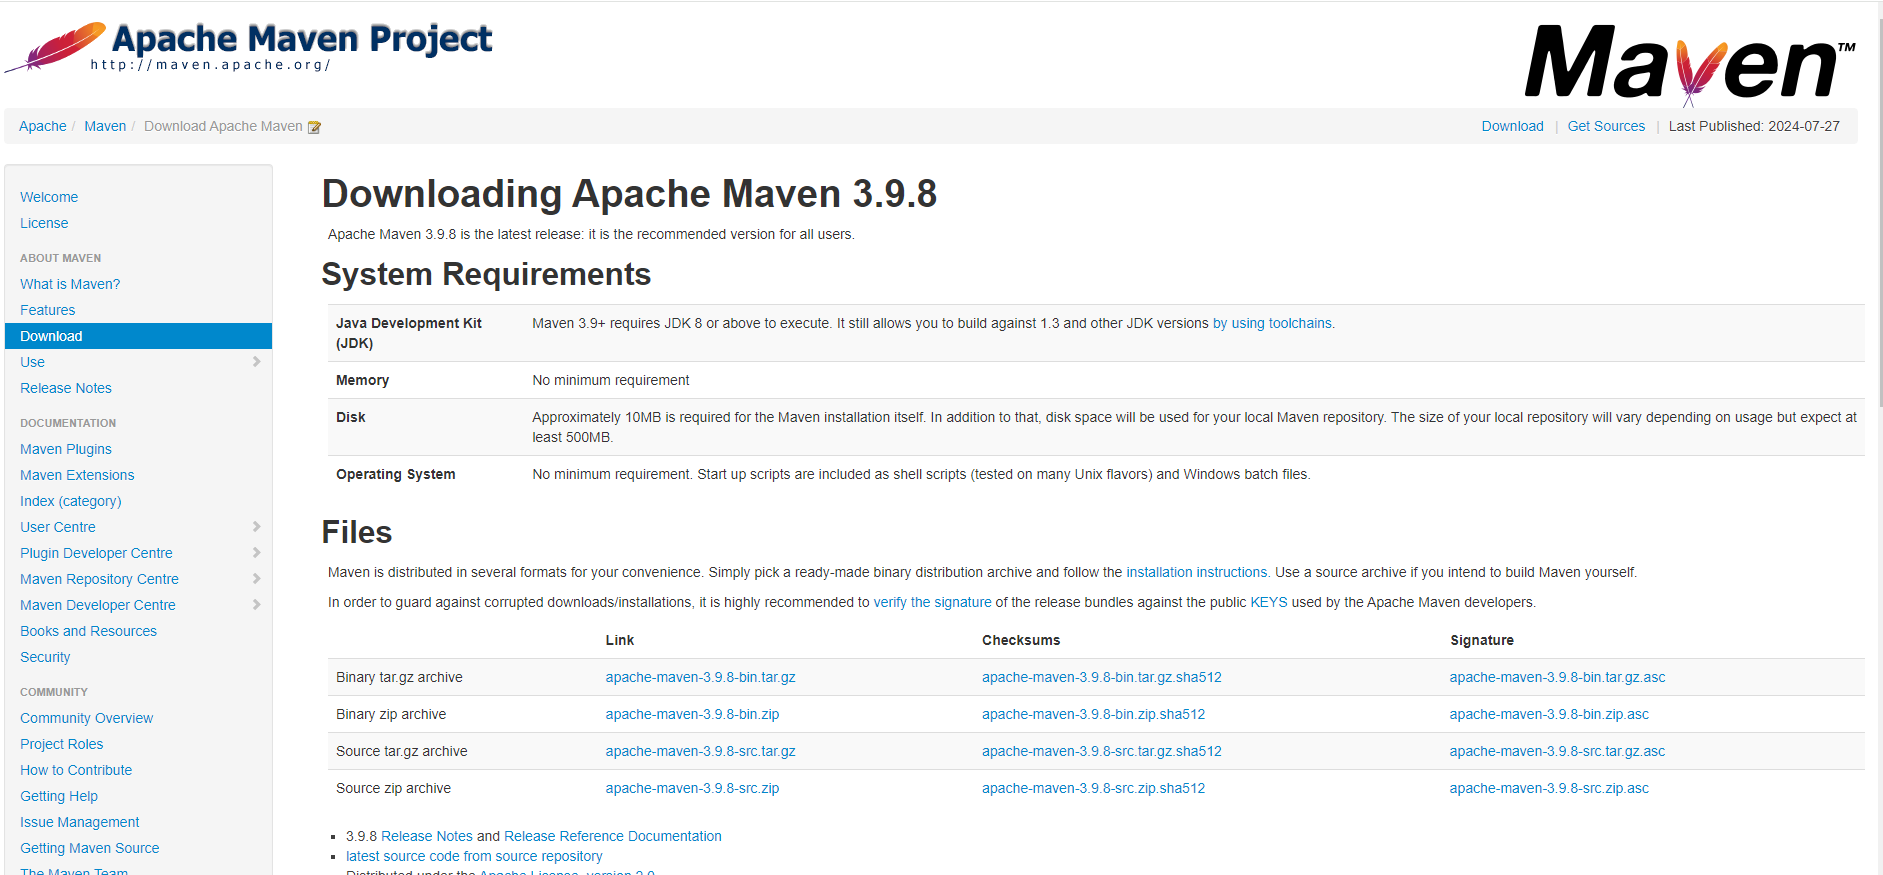 Apache Maven Project
http://maven.apache.org/
Maven™
Apache / Maven / Download Apache Maven
Download | Get Sources | Last Published: 2024-07-27
Welcome
License
ABOUT MAVEN
What is Maven?
Features
Download
Use
Release Notes
DOCUMENTATION
Maven Plugins
Maven Extensions
Index (category)
User Centre
Plugin Developer Centre
Maven Repository Centre
Maven Developer Centre
Books and Resources
Security
COMMUNITY
Community Overview
Project Roles
How to Contribute
Getting Help
Issue Management
Getting Maven Source
The Maven Team
Downloading Apache Maven 3.9.8
Apache Maven 3.9.8 is the latest release: it is the recommended version for all users.
System Requirements
Java Development Kit (JDK) Maven 3.9+ requires JDK 8 or above to execute. It still allows you to build against 1.3 and other JDK versions by using toolchains.
Memory No minimum requirement
Disk Approximately 10MB is required for the Maven installation itself. In addition to that, disk space will be used for your local Maven repository. The size of your local repository will vary depending on usage but expect at
least 500MB.
Operating System No minimum requirement. Start up scripts are included as shell scripts (tested on many Unix flavors) and Windows batch files.
Files
Maven is distributed in several formats for your convenience. Simply pick a ready-made binary distribution archive and follow the installation instructions. Use a source archive if you intend to build Maven yourself.
In order to guard against corrupted downloads/installations, it is highly recommended to verify the signature of the release bundles against the public KEYS used by the Apache Maven developers.
Link Checksums Signature
Binary tar.gz archive apache-maven-3.9.8-bin.tar.gz apache-maven-3.9.8-bin.tar.gz.sha512 apache-maven-3.9.8-bin.tar.gz.asc
Binary zip archive apache-maven-3.9.8-bin.zip apache-maven-3.9.8-bin.zip.sha512 apache-maven-3.9.8-bin.zip.asc
Source tar.gz archive apache-maven-3.9.8-src.tar.gz apache-maven-3.9.8-src.tar.gz.sha512 apache-maven-3.9.8-src.tar.gz.asc
Source zip archive apache-maven-3.9.8-src.zip apache-maven-3.9.8-src.zip.sha512 apache-maven-3.9.8-src.zip.asc
3.9.8 Release Notes and Release Reference Documentation
latest source code from source repository
Distributed under the Apache License, version 2.0